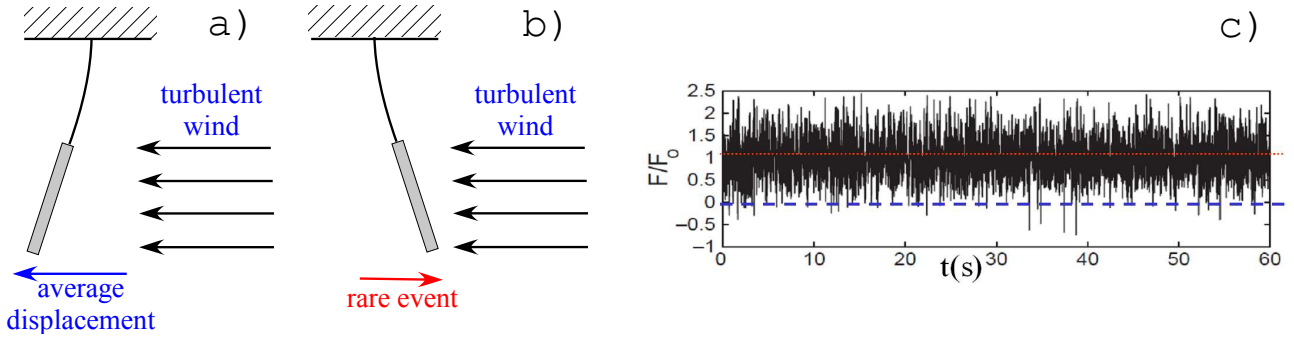 a)
turbulent
wind
average
displacement
b)
turbulent
wind
rare event
c)
2.5
2
1.5
1
0.5
0
−0.5
−1
F/Fo
0
10
20
30
40
50
60
t(s)